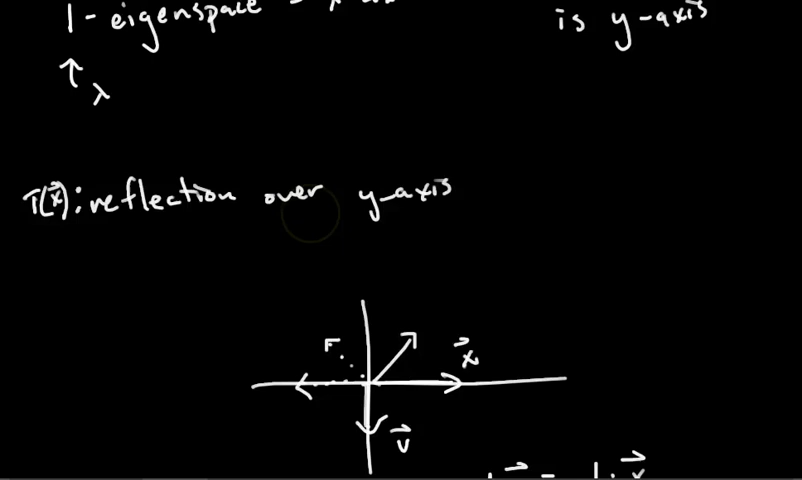 1 - eigenspace -
is y-axis
↑ λ
T(x⃗): reflection over y-axis
x⃗
v⃗